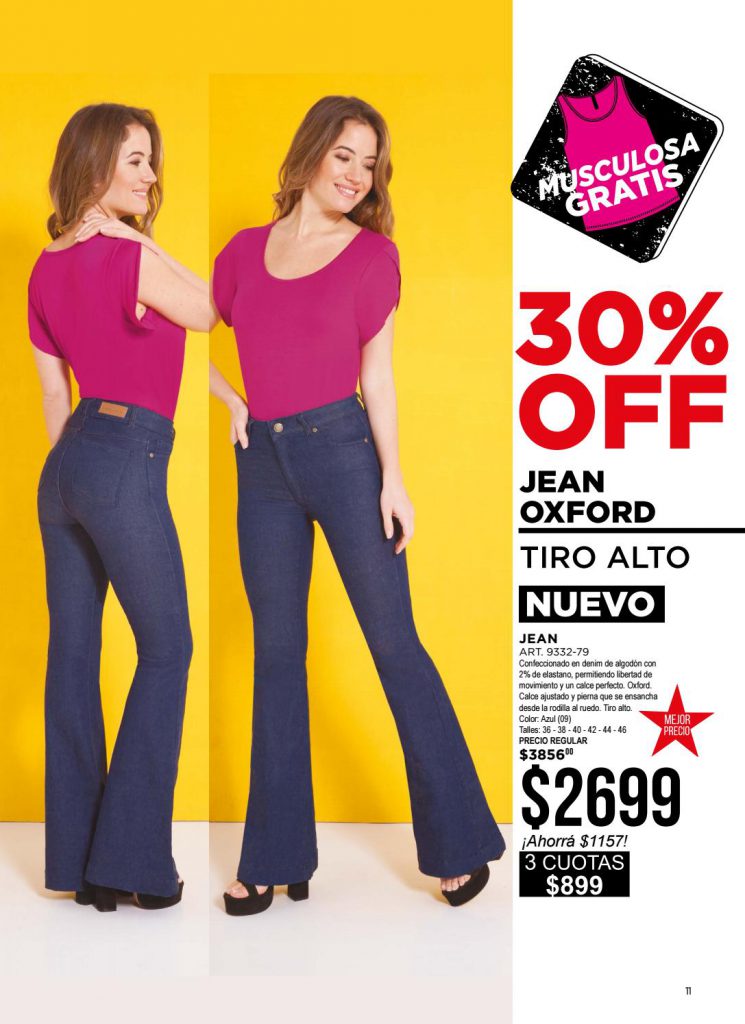 MUSCULOSA
GRATIS
30%
OFF
JEAN
OXFORD
TIRO ALTO
NUEVO
JEAN
ART. 9332-79
Confeccionado en denim de algodón con
2% de elastano, permitiendo libertad de
movimiento y un calce perfecto. Oxford.
Calce ajustado y pierna que se ensancha
desde la rodilla al ruedo. Tiro alto.
Color: Azul (09)
Talles: 36 - 38 - 40 - 42 - 44 - 46
PRECIO REGULAR
$3856⁰⁰
MEJOR
PRECIO
$2699
¡Ahorrá $1157!
3 CUOTAS
$899
11